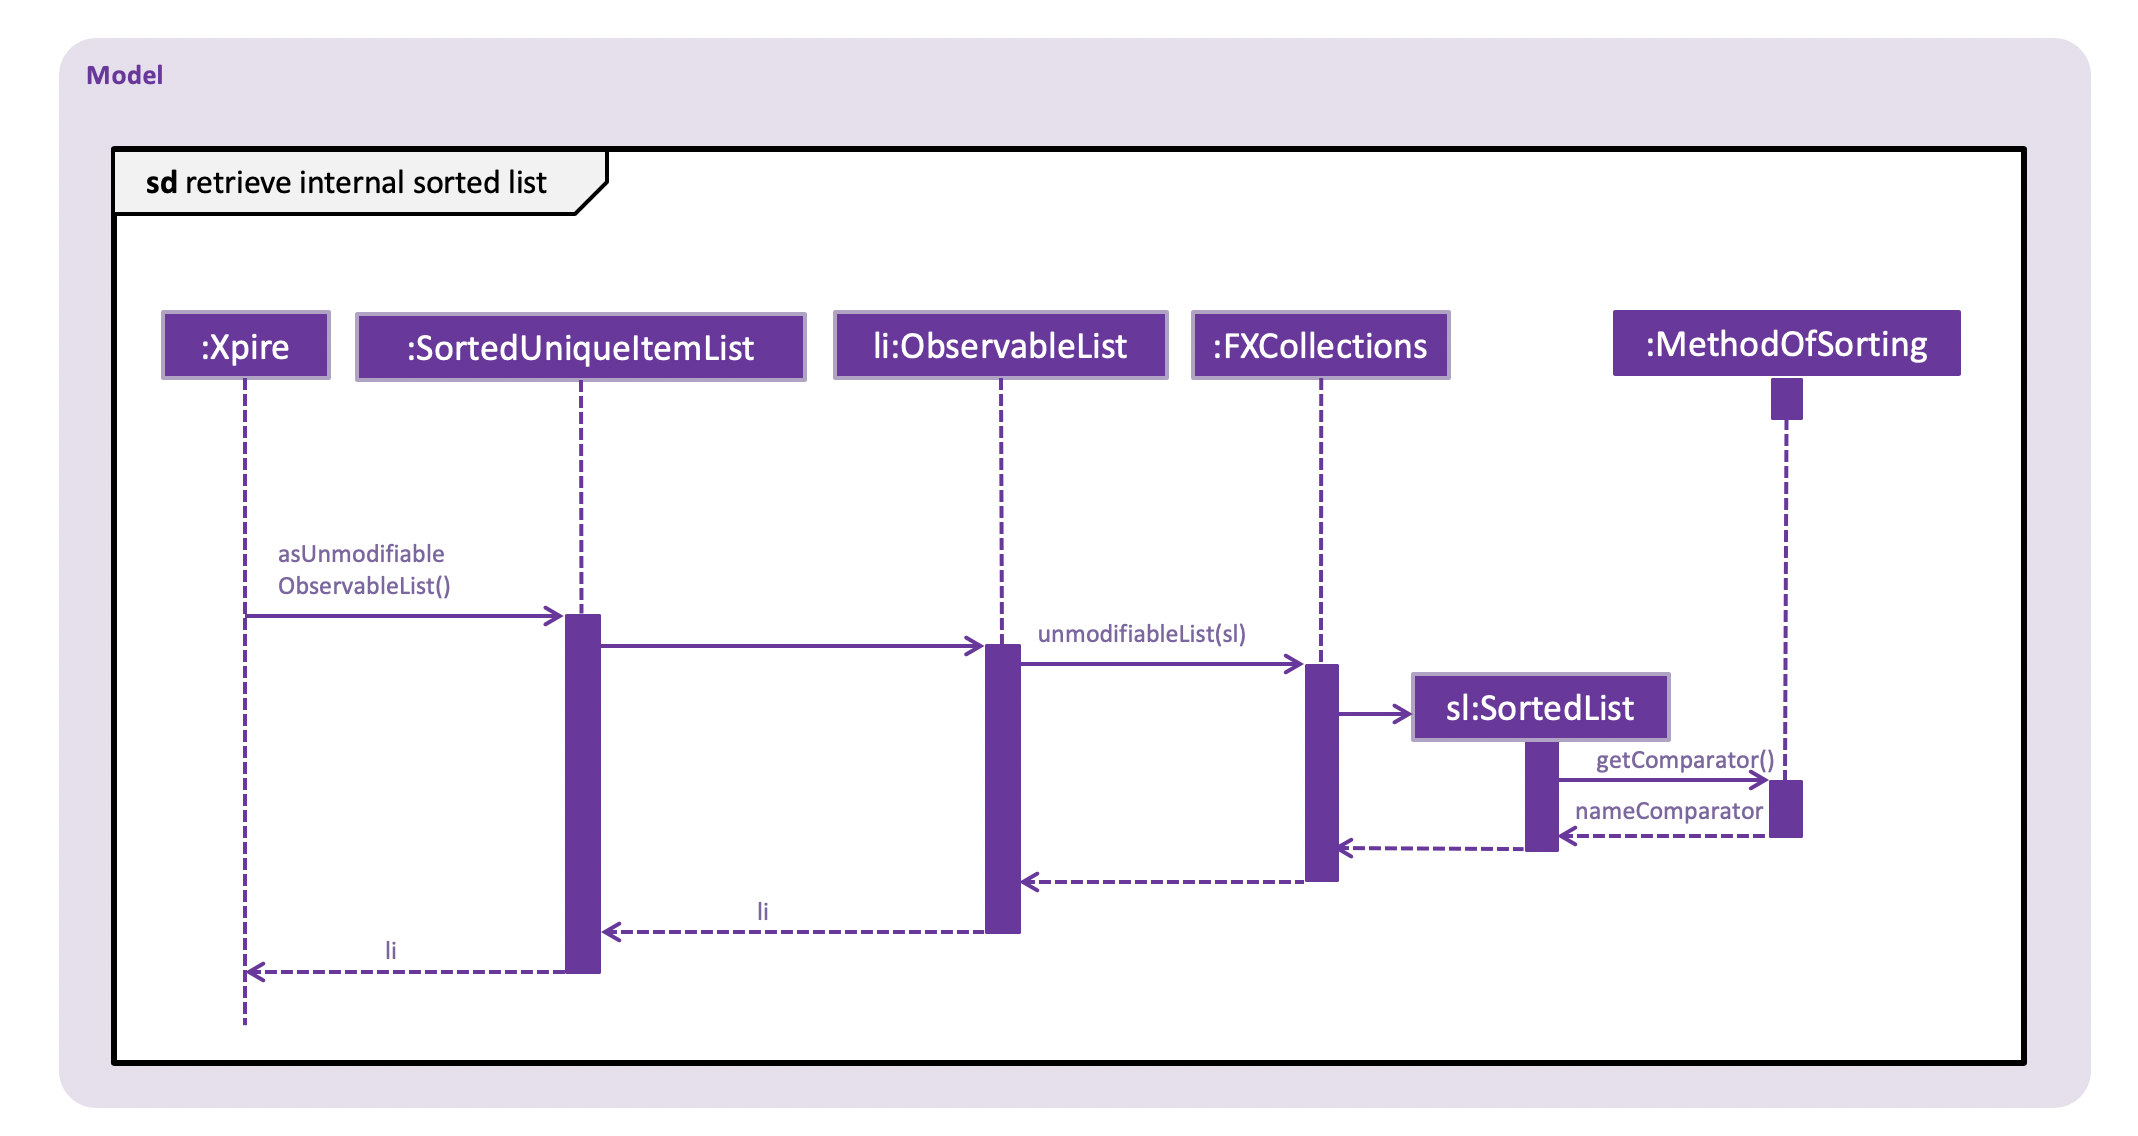 Model
sd retrieve internal sorted list
:Xpire
:SortedUniqueItemList
li:ObservableList
:FXCollections
:MethodOfSorting
asUnmodifiable
ObservableList()
unmodifiableList(sl)
sl:SortedList
getComparator()
nameComparator
li
li